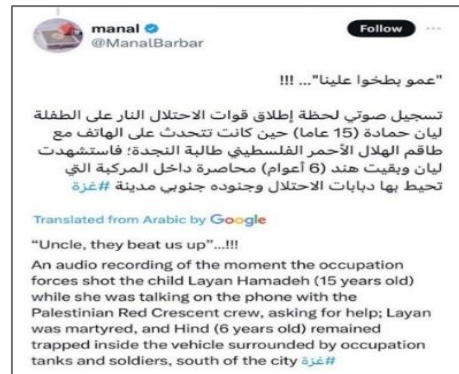 manal
@ManalBarbar
Follow
"عمو بطخوا علينا"... !!!
تسجيل صوتي لحظة إطلاق قوات الاحتلال النار على الطفلة
ليان حمادة (15 عاما) حين كانت تتحدث على الهاتف مع
طاقم الهلال الأحمر الفلسطيني طالبة النجدة؛ فاستشهدت
ليان وبقيت هند (6 أعوام) محاصرة داخل المركبة التي
تحيط بها دبابات الاحتلال وجنوده جنوبي مدينة #غزة
Translated from Arabic by Google
“Uncle, they beat us up”...!!!
An audio recording of the moment the occupation
forces shot the child Layan Hamadeh (15 years old)
while she was talking on the phone with the
Palestinian Red Crescent crew, asking for help; Layan
was martyred, and Hind (6 years old) remained
trapped inside the vehicle surrounded by occupation
tanks and soldiers, south of the city #غزة